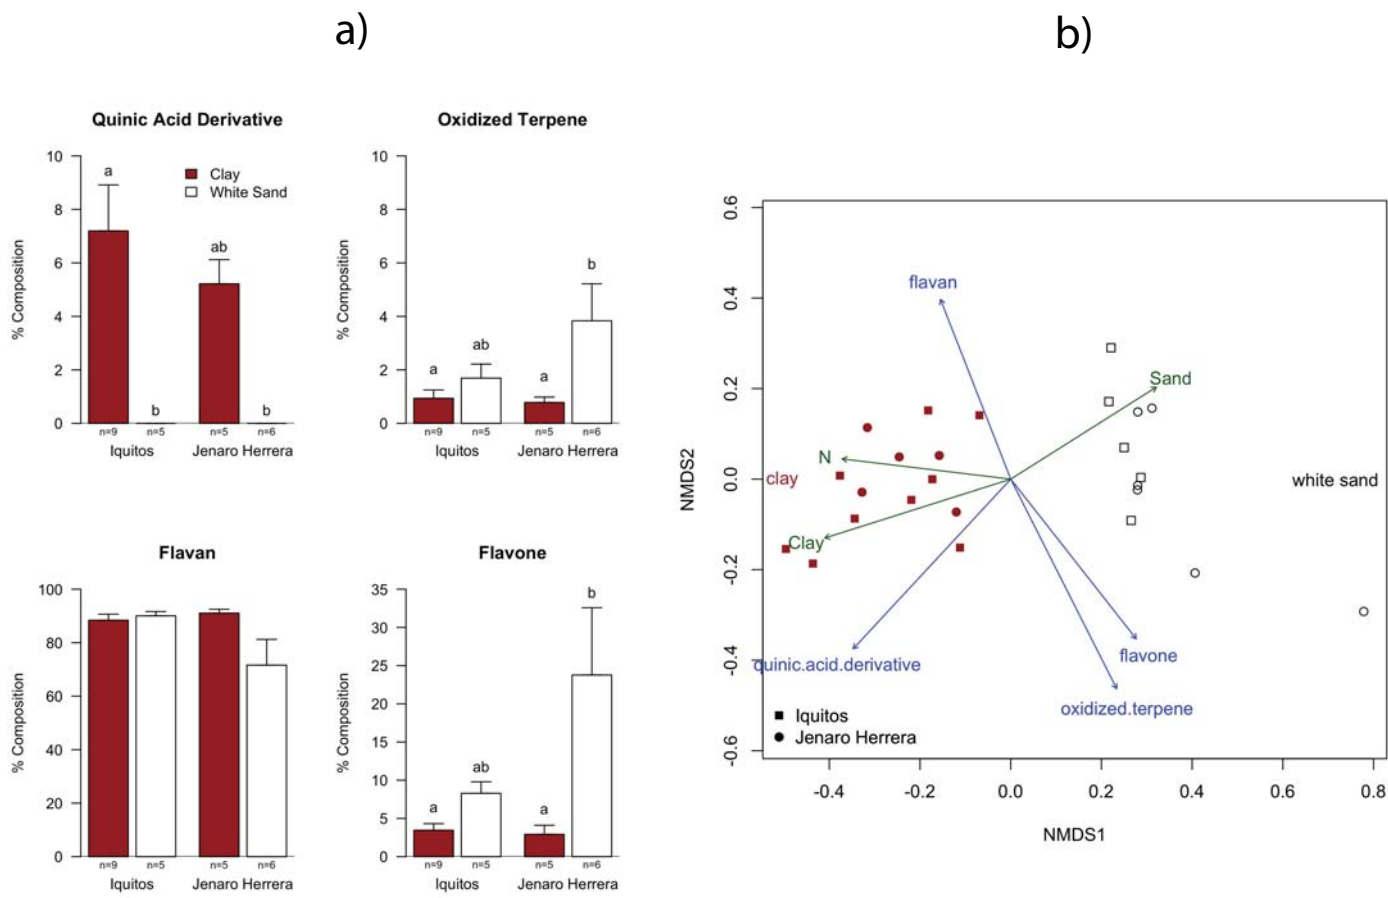 a)
b)
Quinic Acid Derivative
% Composition
10
8
6
4
2
0
a
b
ab
b
Clay
White Sand
n=9 n=5 n=5 n=6
Iquitos Jenaro Herrera
Oxidized Terpene
% Composition
10
8
6
4
2
0
a
ab
a
b
n=9 n=5 n=5 n=6
Iquitos Jenaro Herrera
Flavan
% Composition
100
80
60
40
20
0
n=9 n=5 n=5 n=6
Iquitos Jenaro Herrera
Flavone
% Composition
35
30
25
20
15
10
5
0
a
ab
a
b
n=9 n=5 n=5 n=6
Iquitos Jenaro Herrera
NMDS2
0.6
0.4
0.2
0.0
-0.2
-0.4
-0.6
flavan
Sand
N
clay
white sand
Clay
quinic.acid.derivative
flavone
oxidized.terpene
Iquitos
Jenaro Herrera
-0.4 -0.2 0.0 0.2 0.4 0.6 0.8
NMDS1